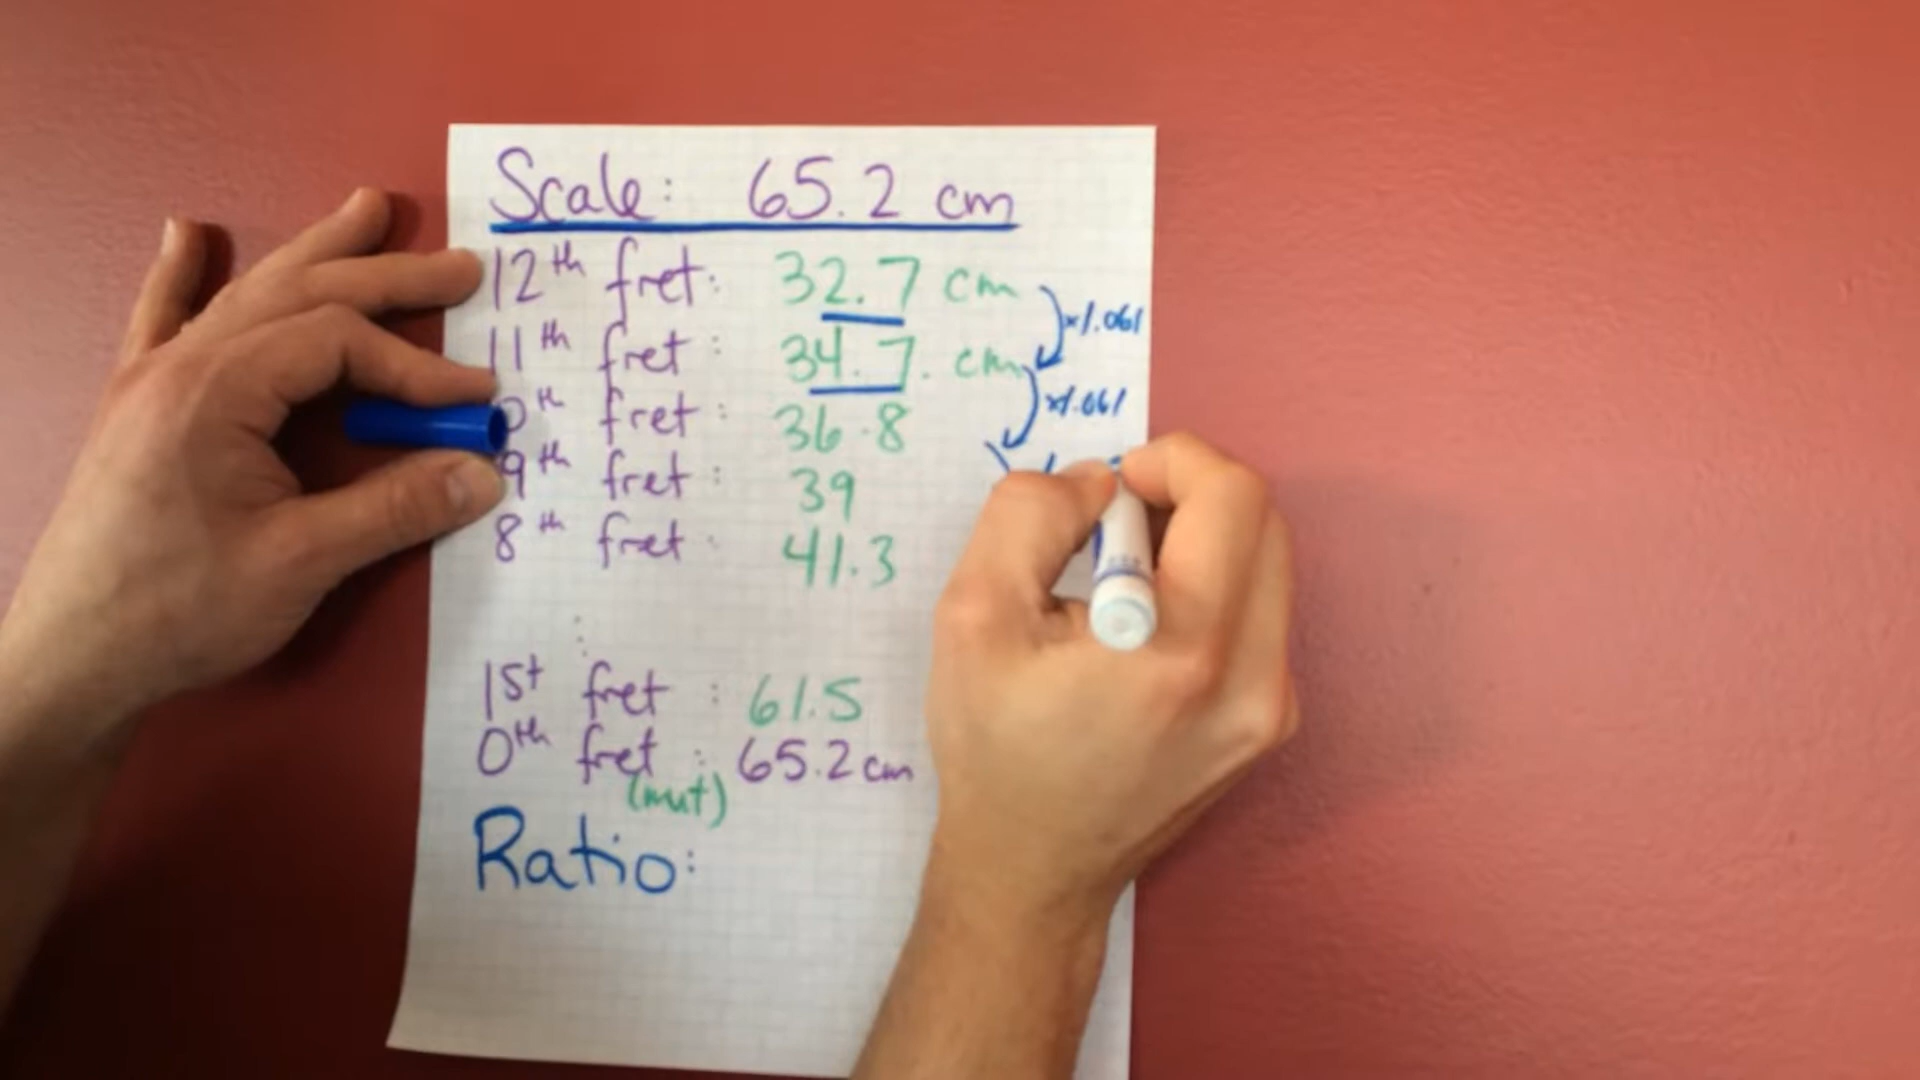 Scale: 65.2 cm
12th fret: 32.7 cm
x1.061
11th fret: 34.7. cm
x1.061
0th fret: 36.8
9th fret: 39
8th fret: 41.3
1st fret: 61.5
0th fret: 65.2 cm
(nut)
Ratio: